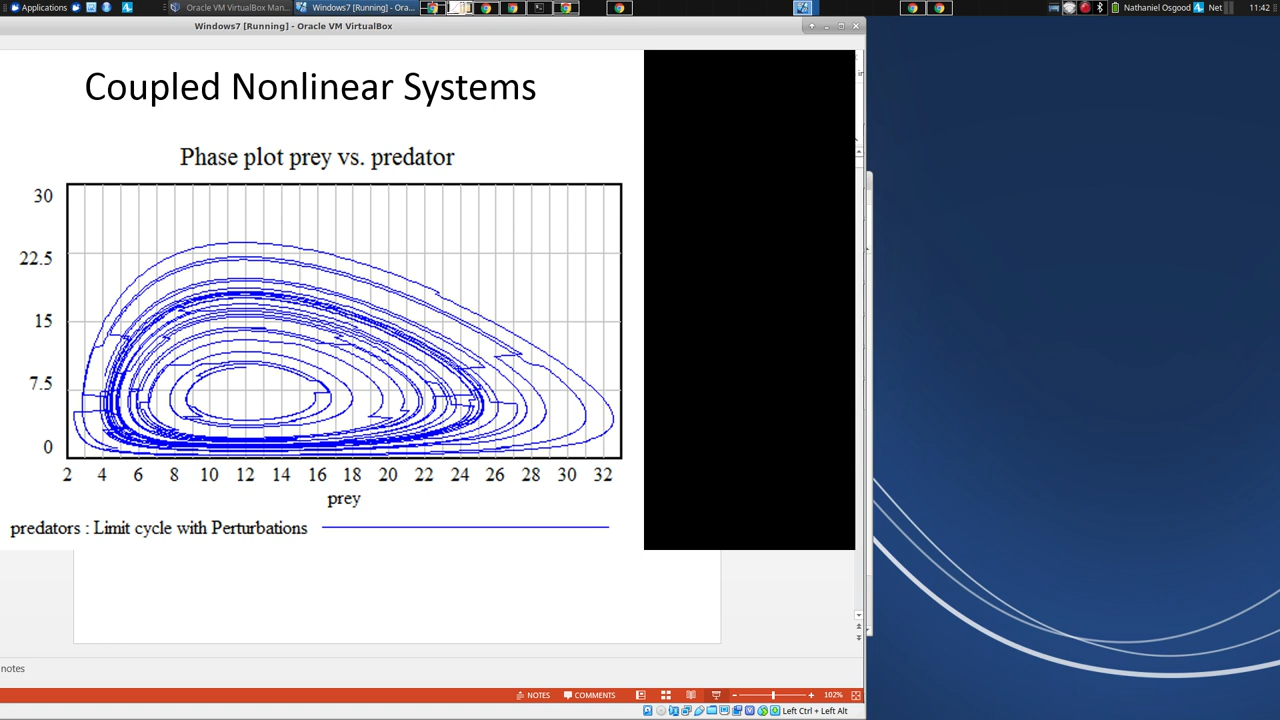 Applications
Oracle VM VirtualBox Man...
Windows7 [Running] - Ora...
Nathaniel Osgood
Net
11:42
Windows7 [Running] - Oracle VM VirtualBox
Coupled Nonlinear Systems
Phase plot prey vs. predator
30
22.5
15
7.5
0
2 4 6 8 10 12 14 16 18 20 22 24 26 28 30 32
prey
predators : Limit cycle with Perturbations
notes
NOTES
COMMENTS
102%
Left Ctrl + Left Alt